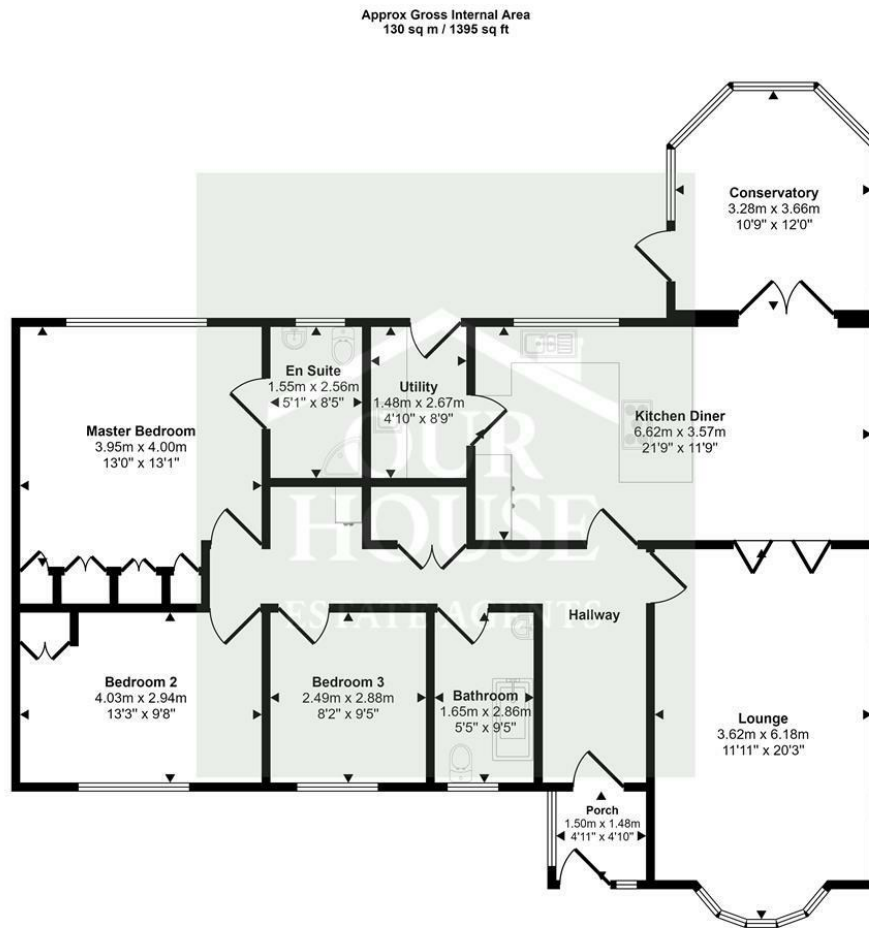 Approx Gross Internal Area
130 sq m / 1395 sq ft
Conservatory
3.28m x 3.66m
10'9" x 12'0"
En Suite
1.55m x 2.56m
5'1" x 8'5"
Utility
1.48m x 2.67m
4'10" x 8'9"
Kitchen Diner
6.62m x 3.57m
21'9" x 11'9"
Master Bedroom
3.95m x 4.00m
13'0" x 13'1"
OUR
HOUSE
ESTATE AGENTS
Hallway
Bedroom 2
4.03m x 2.94m
13'3" x 9'8"
Bedroom 3
2.49m x 2.88m
8'2" x 9'5"
Bathroom
1.65m x 2.86m
5'5" x 9'5"
Lounge
3.62m x 6.18m
11'11" x 20'3"
Porch
1.50m x 1.48m
4'11" x 4'10"